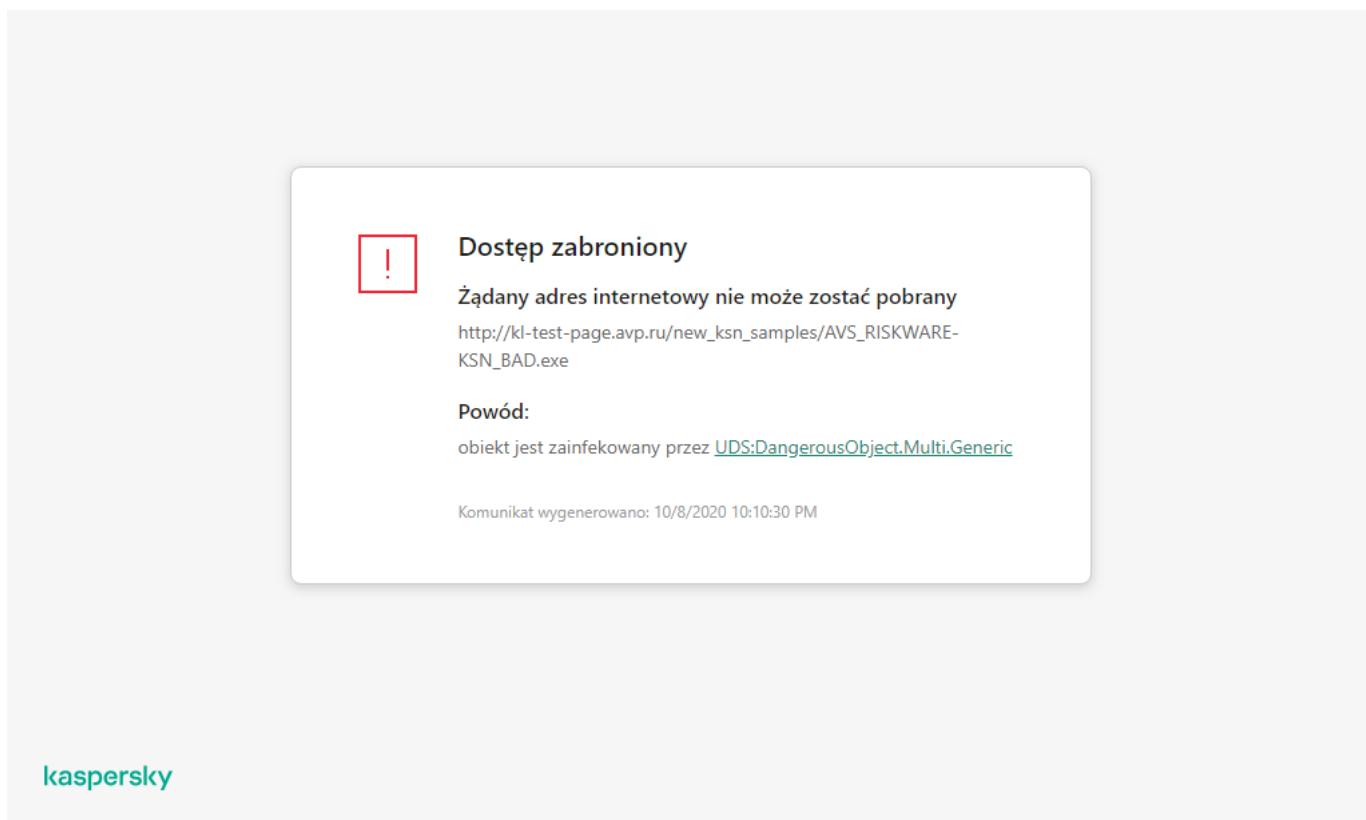 !
Dostęp zabroniony
Żądany adres internetowy nie może zostać pobrany
http://kl-test-page.avp.ru/new_ksn_samples/AVS_RISKWARE-
KSN_BAD.exe
Powód:
obiekt jest zainfekowany przez UDS:DangerousObject.Multi.Generic
Komunikat wygenerowano: 10/8/2020 10:10:30 PM
kaspersky